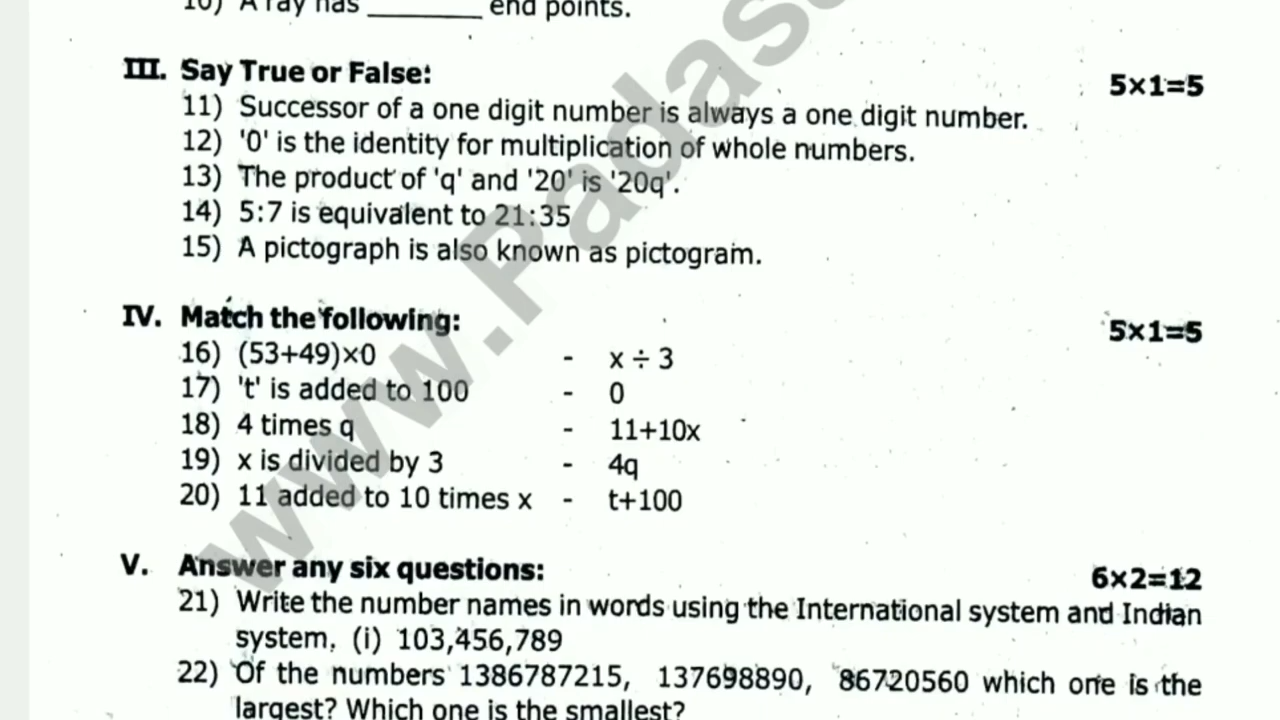 10) A ray has ________ end points.
III. Say True or False: 5×1=5
11) Successor of a one digit number is always a one digit number.
12) '0' is the identity for multiplication of whole numbers.
13) The product of 'q' and '20' is '20q'.
14) 5:7 is equivalent to 21:35
15) A pictograph is also known as pictogram.
IV. Match the following: 5×1=5
16) (53+49)×0 - x ÷ 3
17) 't' is added to 100 - 0
18) 4 times q - 11+10x
19) x is divided by 3 - 4q
20) 11 added to 10 times x - t+100
V. Answer any six questions: 6×2=12
21) Write the number names in words using the International system and Indian
system. (i) 103,456,789
22) Of the numbers 1386787215, 137698890, 86720560 which one is the
largest? Which one is the smallest?
www.Padas